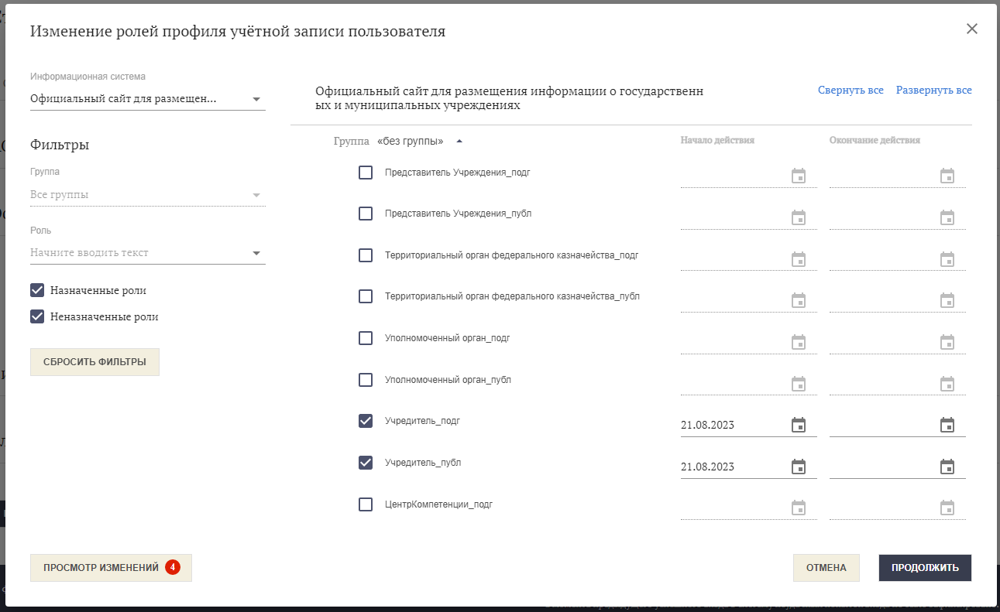 Изменение ролей профиля учётной записи пользователя
Информационная система
Официальный сайт для размещен...
Фильтры
Группа
Все группы
Роль
Начните вводить текст
Назначенные роли
Неназначенные роли
СБРОСИТЬ ФИЛЬТРЫ
Официальный сайт для размещения информации о государственн
ых и муниципальных учреждениях
Свернуть все Развернуть все
Группа «без группы» Начало действия Окончание действия
Представитель Учреждения_подг
Представитель Учреждения_публ
Территориальный орган федерального казначейства_подг
Территориальный орган федерального казначейства_публ
Уполномоченный орган_подг
Уполномоченный орган_публ
Учредитель_подг 21.08.2023
Учредитель_публ 21.08.2023
ЦентрКомпетенции_подг
ПРОСМОТР ИЗМЕНЕНИЙ 4
ОТМЕНА ПРОДОЛЖИТЬ